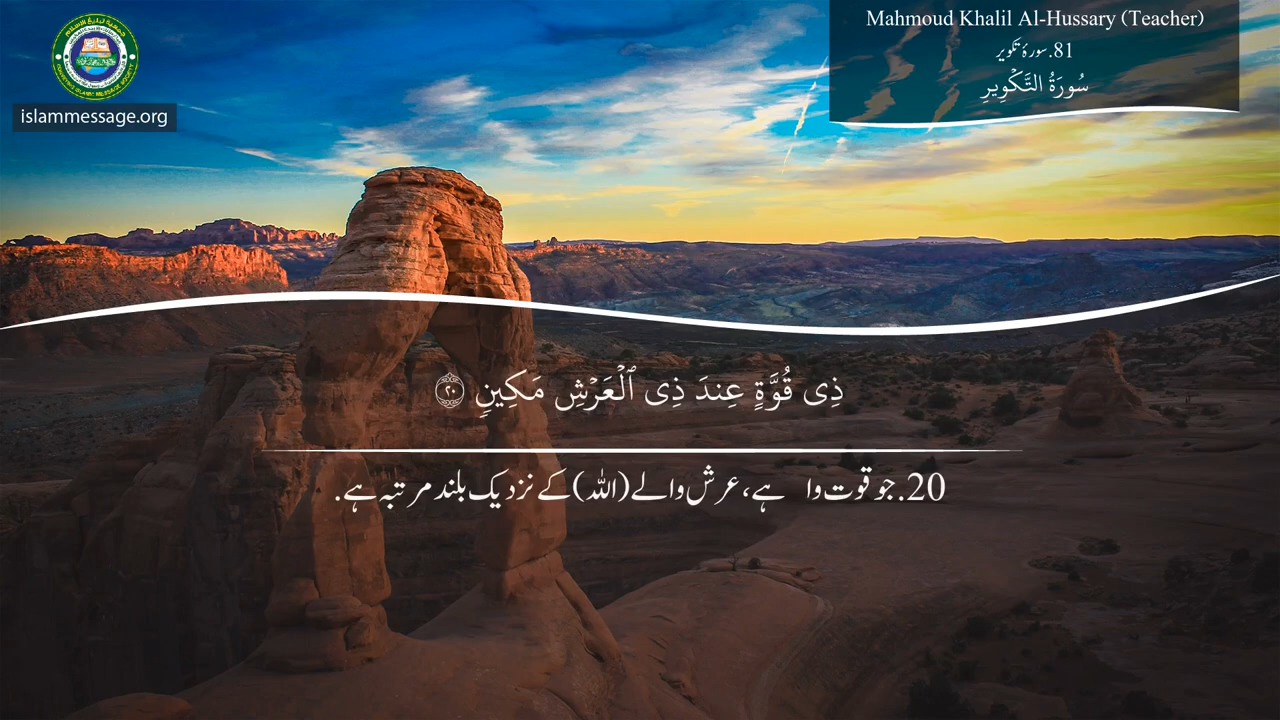 Mahmoud Khalil Al-Hussary (Teacher)
81.سورۃ تکویر
سُورَةُ التَّكْوِيرِ
islammessage.org
ذِى قُوَّةٍ عِندَ ذِى ٱلْعَرْشِ مَكِينٍ ٢٠
20.جو قوت وا ہے، عرش والے (اللہ) کے نزدیک بلند مرتبہ ہے.